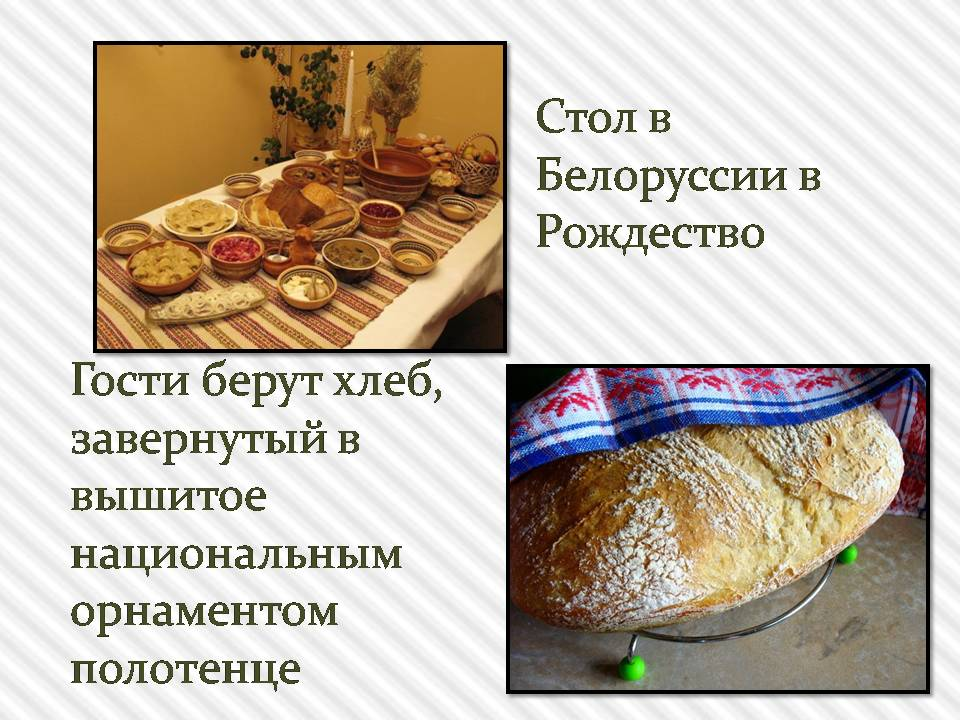 Стол в
Белоруссии в
Рождество
Гости берут хлеб,
завернутый в
вышитое
национальным
орнаментом
полотенце